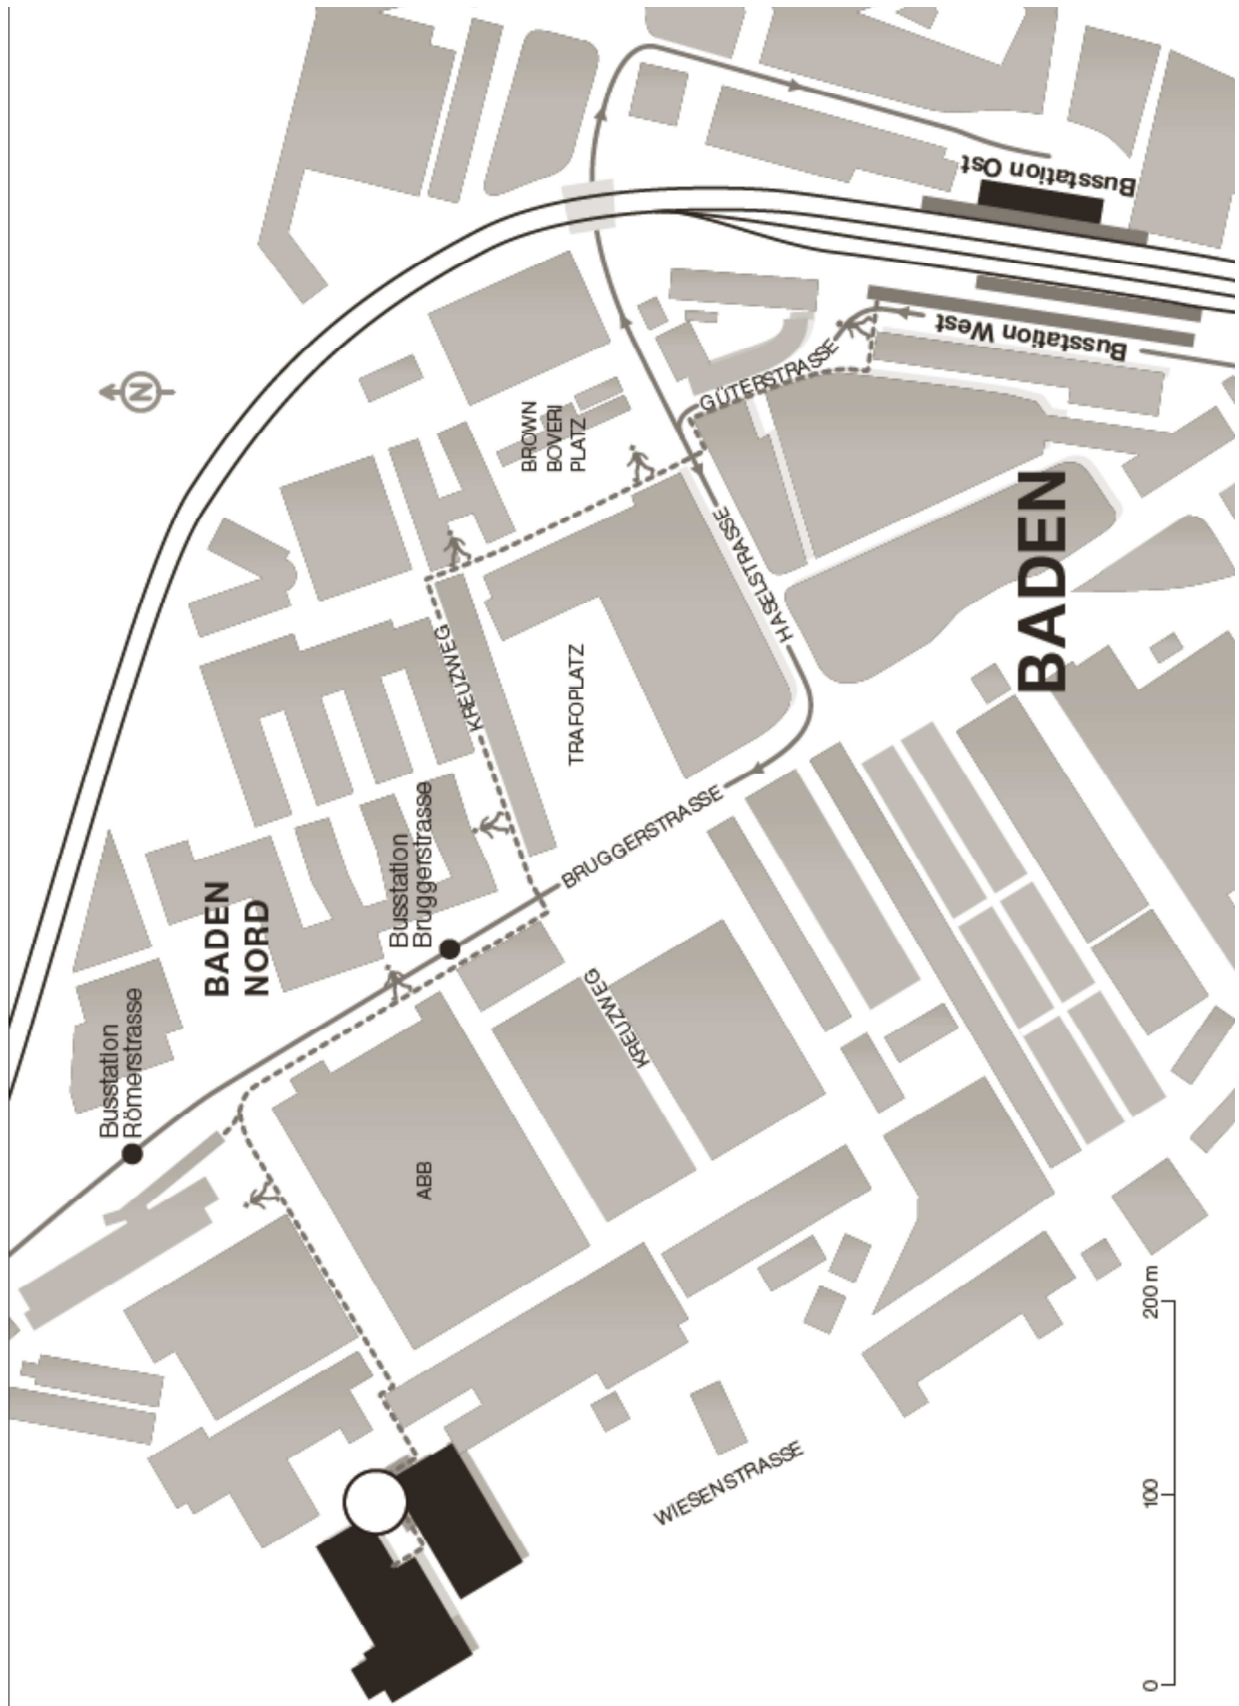 N
BADEN
NORD
Busstation
Römerstrasse
Busstation
Bruggerstrasse
KREUZWEG
BROWN
BOVERI
PLATZ
TRAFOPLATZ
ABB
KREUZWEG
BRUGGERSTRASSE
HASELSTRASSE
GÜTERSTRASSE
Busstation West
Busstation Ost
BADEN
WIESENSTRASSE
0
100
200 m